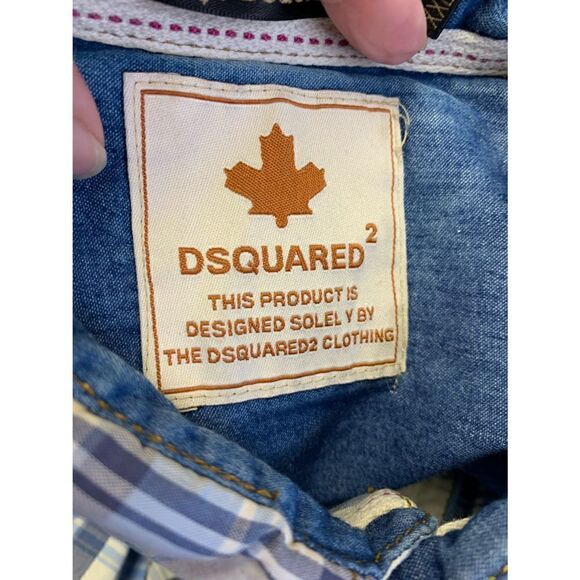 DSQUARED²
THIS PRODUCT IS
DESIGNED SOLEL Y BY
THE DSQUARED2 CLOTHING